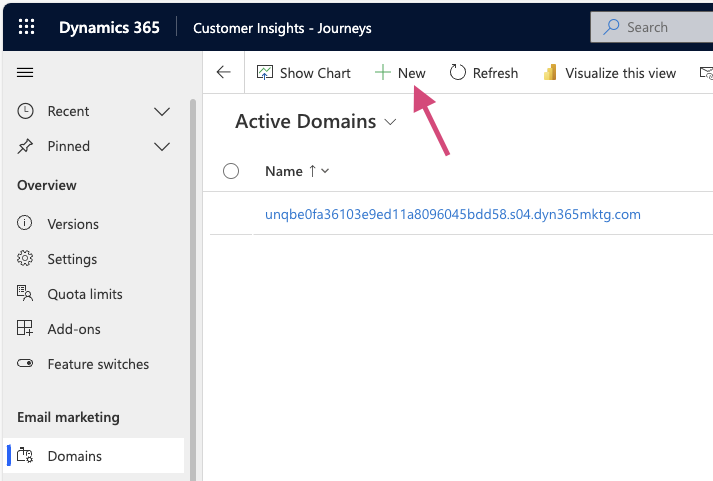 Dynamics 365 Customer Insights - Journeys Search
Show Chart New Refresh Visualize this view
Recent
Pinned
Overview
Versions
Settings
Quota limits
Add-ons
Feature switches
Email marketing
Domains
Active Domains
Name
unqbe0fa36103e9ed11a8096045bdd58.s04.dyn365mktg.com